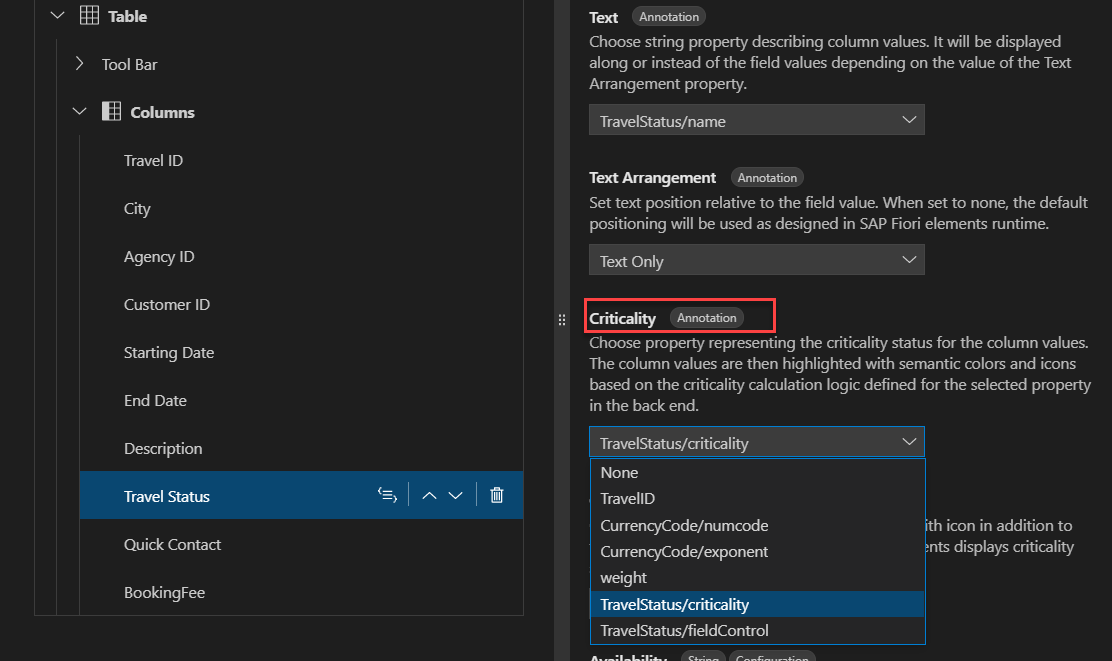 Table
Tool Bar
Columns
Travel ID
City
Agency ID
Customer ID
Starting Date
End Date
Description
Travel Status
Quick Contact
BookingFee
Text Annotation
Choose string property describing column values. It will be displayed
along or instead of the field values depending on the value of the Text
Arrangement property.
TravelStatus/name
Text Arrangement Annotation
Set text position relative to the field value. When set to none, the default
positioning will be used as designed in SAP Fiori elements runtime.
Text Only
Criticality Annotation
Choose property representing the criticality status for the column values.
The column values are then highlighted with semantic colors and icons
based on the criticality calculation logic defined for the selected property
in the back end.
TravelStatus/criticality
None
TravelID
CurrencyCode/numcode
ith icon in addition to
CurrencyCode/exponent
ents displays criticality
weight
TravelStatus/criticality
TravelStatus/fieldControl
Availability String Configuration